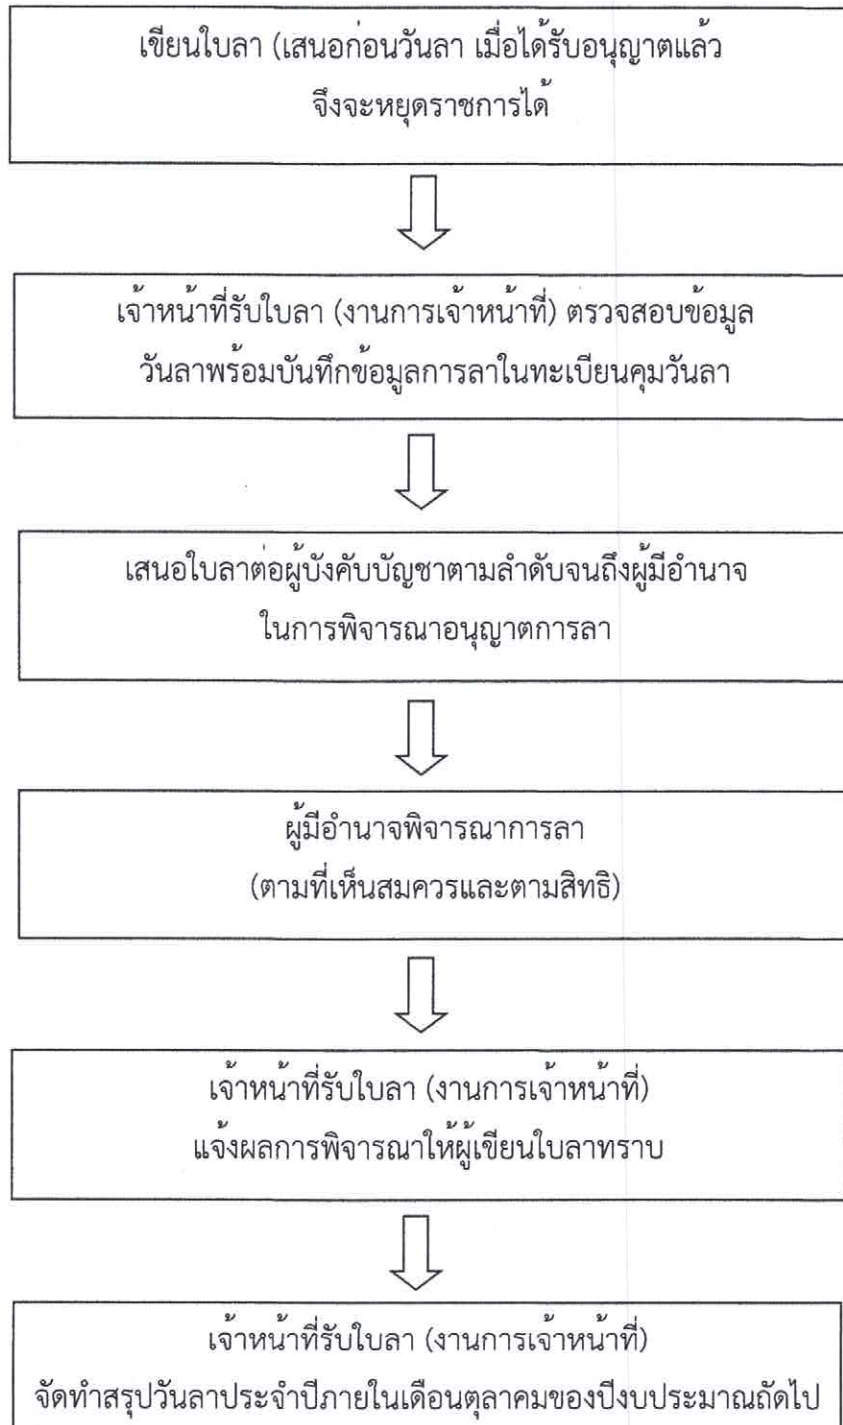 เขียนใบลา (เสนอก่อนวันลา เมื่อได้รับอนุญาตแล้ว
จึงจะหยุดราชการได้
เจ้าหน้าที่รับใบลา (งานการเจ้าหน้าที่) ตรวจสอบข้อมูล
วันลาพร้อมบันทึกข้อมูลการลาในทะเบียนคุมวันลา
เสนอใบลาต่อผู้บังคับบัญชาตามลำดับจนถึงผู้มีอำนาจ
ในการพิจารณาอนุญาตการลา
ผู้มีอำนาจพิจารณาการลา
(ตามที่เห็นสมควรและตามสิทธิ)
เจ้าหน้าที่รับใบลา (งานการเจ้าหน้าที่)
แจ้งผลการพิจารณาให้ผู้เขียนใบลาทราบ
เจ้าหน้าที่รับใบลา (งานการเจ้าหน้าที่)
จัดทำสรุปวันลาประจำปีภายในเดือนตุลาคมของปีงบประมาณถัดไป